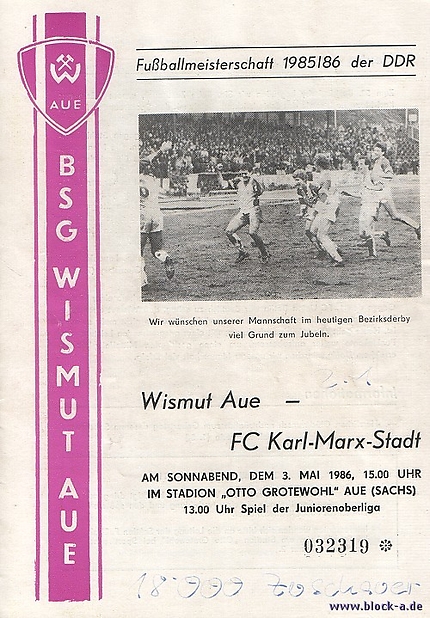 W
AUE
BSG WISMUT AUE
Fußballmeisterschaft 1985/86 der DDR
Wir wünschen unserer Mannschaft im heutigen Bezirksderby
viel Grund zum Jubeln.
Wismut Aue –
FC Karl-Marx-Stadt
AM SONNABEND, DEM 3. MAI 1986, 15.00 UHR
IM STADION „OTTO GROTEWOHL" AUE (SACHS)
13.00 Uhr Spiel der Juniorenoberliga
032319 ✻
18.000 Zuschauer
www.block-a.de